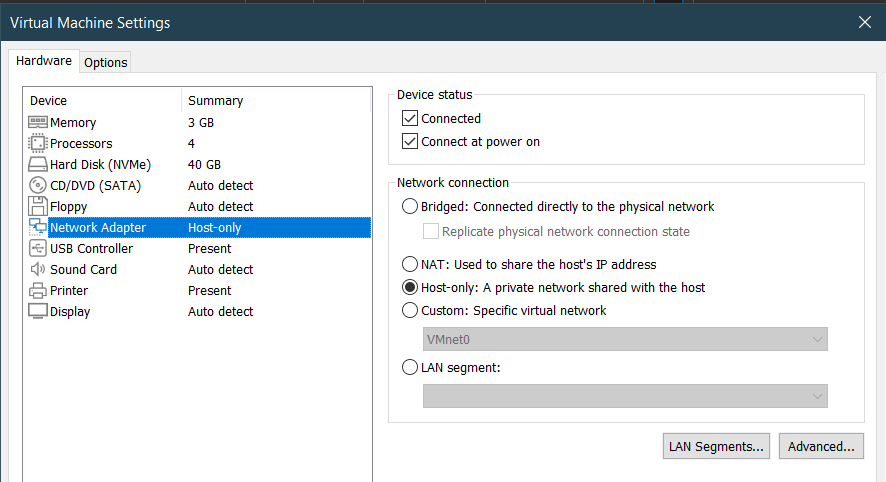 Virtual Machine Settings
Hardware
Options
Device Summary
Memory 3 GB
Processors 4
Hard Disk (NVMe) 40 GB
CD/DVD (SATA) Auto detect
Floppy Auto detect
Network Adapter Host-only
USB Controller Present
Sound Card Auto detect
Printer Present
Display Auto detect
Device status
Connected
Connect at power on
Network connection
Bridged: Connected directly to the physical network
Replicate physical network connection state
NAT: Used to share the host's IP address
Host-only: A private network shared with the host
Custom: Specific virtual network
VMnet0
LAN segment:
LAN Segments...
Advanced...